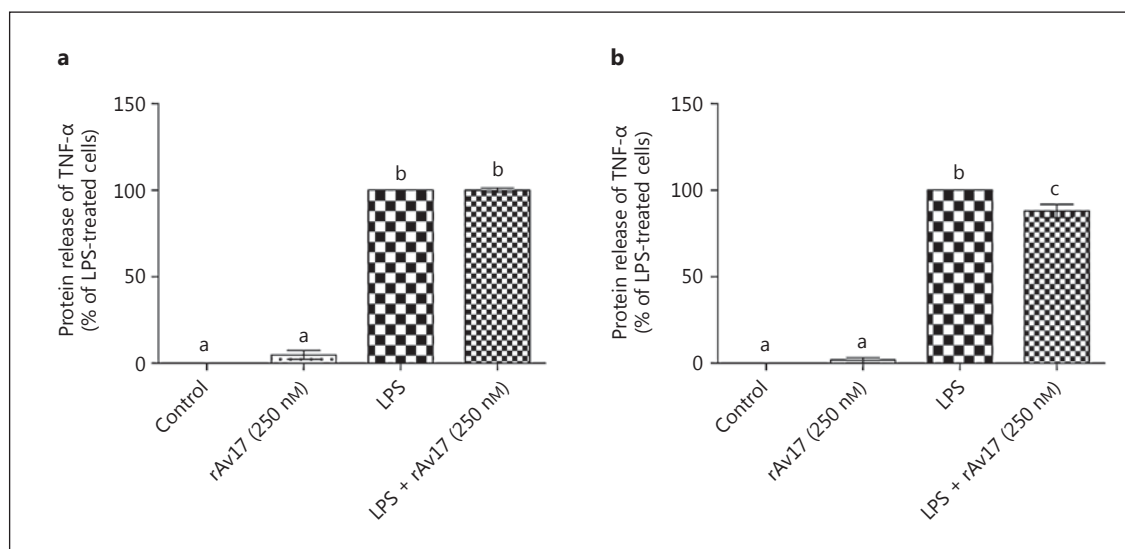 a
Protein release of TNF-α
(% of LPS-treated cells)
150
100
50
0
a
a
b
b
Control
rAv17 (250 nM)
LPS
LPS + rAv17 (250 nM)
b
Protein release of TNF-α
(% of LPS-treated cells)
150
100
50
0
a
a
b
c
Control
rAv17 (250 nM)
LPS
LPS + rAv17 (250 nM)